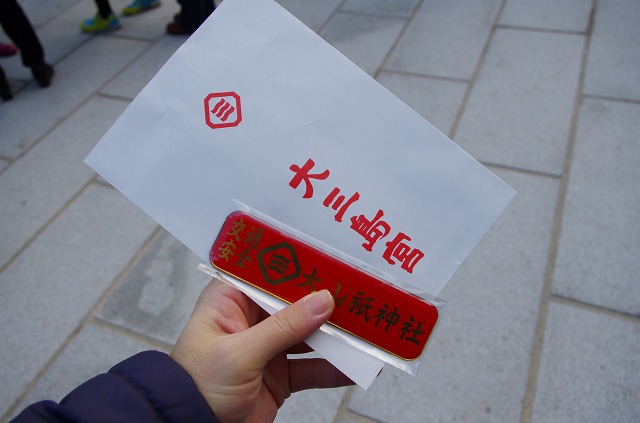 大三島宮
交通
安全
大山祇神社